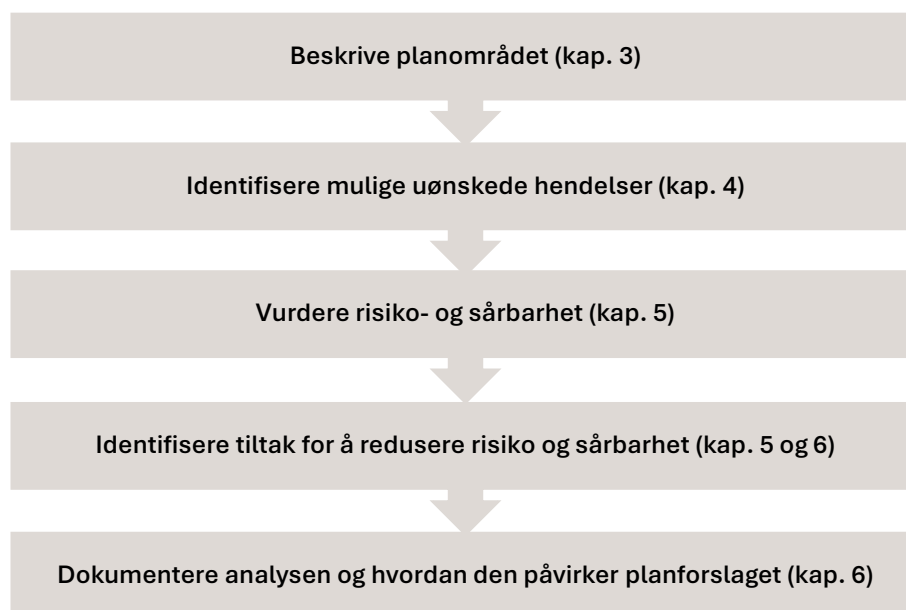 Beskrive planområdet (kap. 3)
Identifisere mulige uønskede hendelser (kap. 4)
Vurdere risiko- og sårbarhet (kap. 5)
Identifisere tiltak for å redusere risiko og sårbarhet (kap. 5 og 6)
Dokumentere analysen og hvordan den påvirker planforslaget (kap. 6)